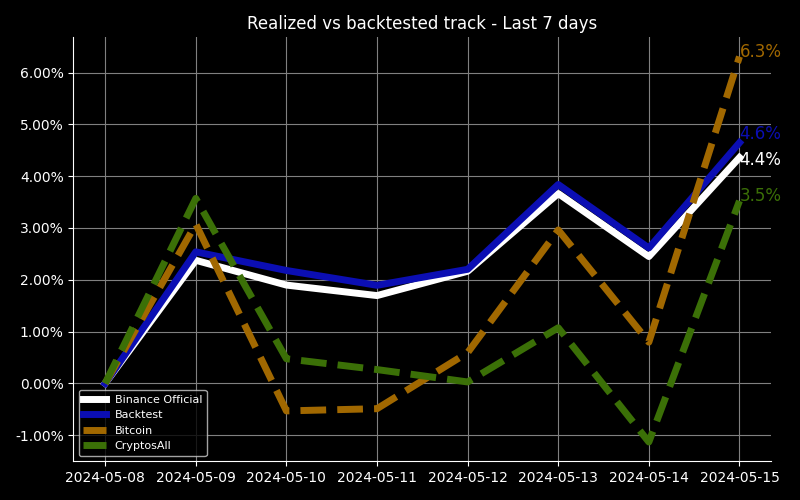 Realized vs backtested track - Last 7 days
6.00%
5.00%
4.00%
3.00%
2.00%
1.00%
0.00%
-1.00%
6.3%
4.6%
4.4%
3.5%
Binance Official
Backtest
Bitcoin
CryptosAll
2024-05-08 2024-05-09 2024-05-10 2024-05-11 2024-05-12 2024-05-13 2024-05-14 2024-05-15